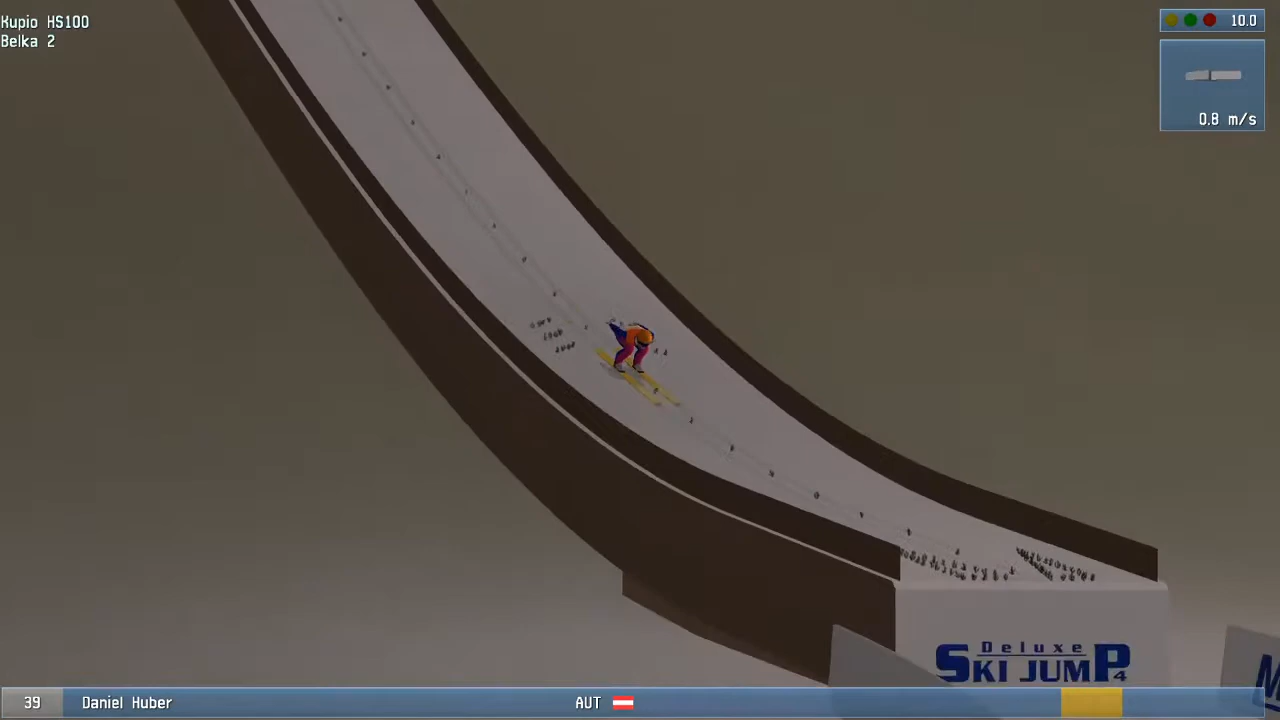 Kupio HS100
Belka 2
10.0
0.8 m/s
Deluxe
SKI JUMP
4
39 Daniel Huber AUT